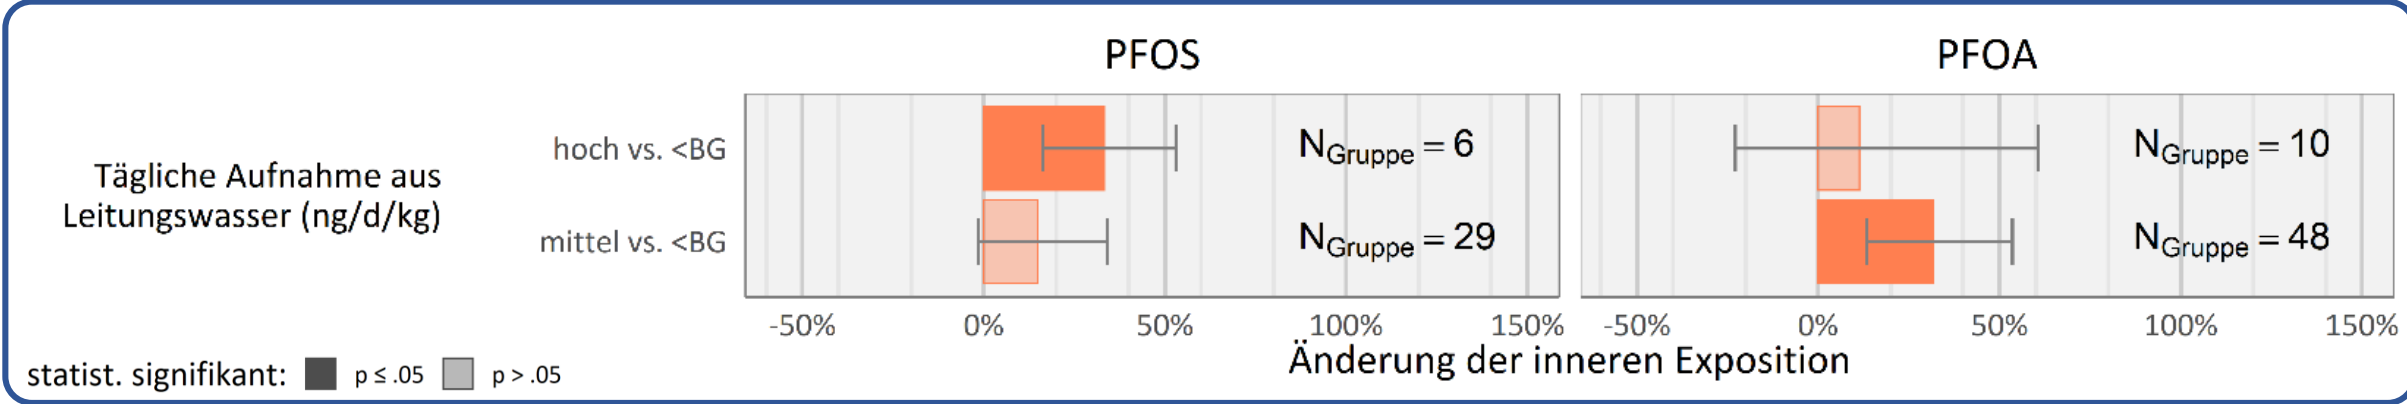 PFOS
PFOA
Tägliche Aufnahme aus
Leitungswasser (ng/d/kg)
hoch vs. <BG
mittel vs. <BG
NGruppe = 6
NGruppe = 29
NGruppe = 10
NGruppe = 48
-50% 0% 50% 100% 150%
-50% 0% 50% 100% 150%
Änderung der inneren Exposition
statist. signifikant: p ≤ .05 p > .05